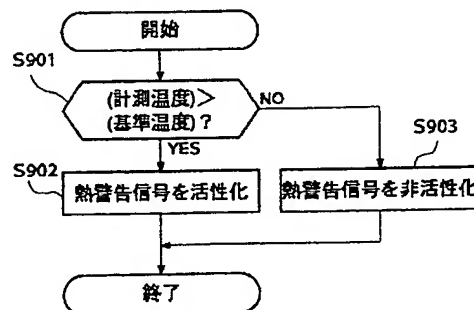 開始
S901
(計測温度)>
(基準温度)?
NO
YES
S902
S903
熱警告信号を活性化
熱警告信号を非活性化
終了